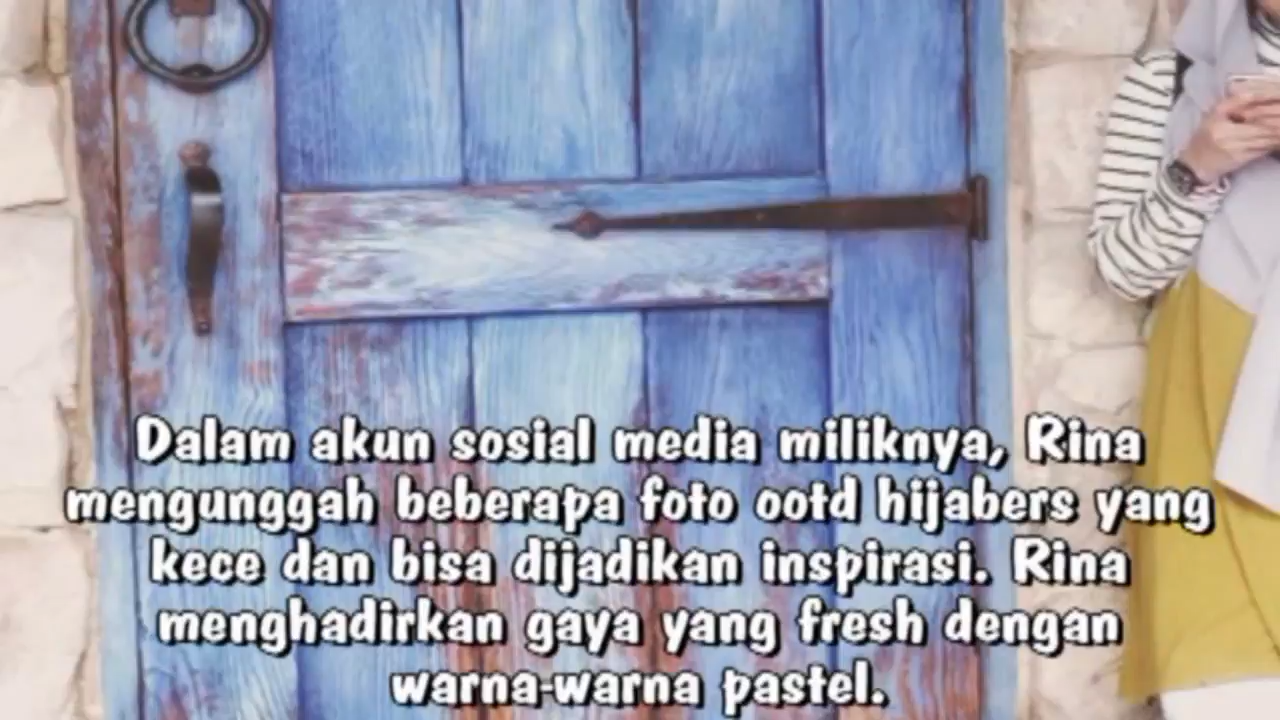 Dalam akun sosial media miliknya, Rina
mengunggah beberapa foto ootd hijabers yang
kece dan bisa dijadikan inspirasi. Rina
menghadirkan gaya yang fresh dengan
warna-warna pastel.